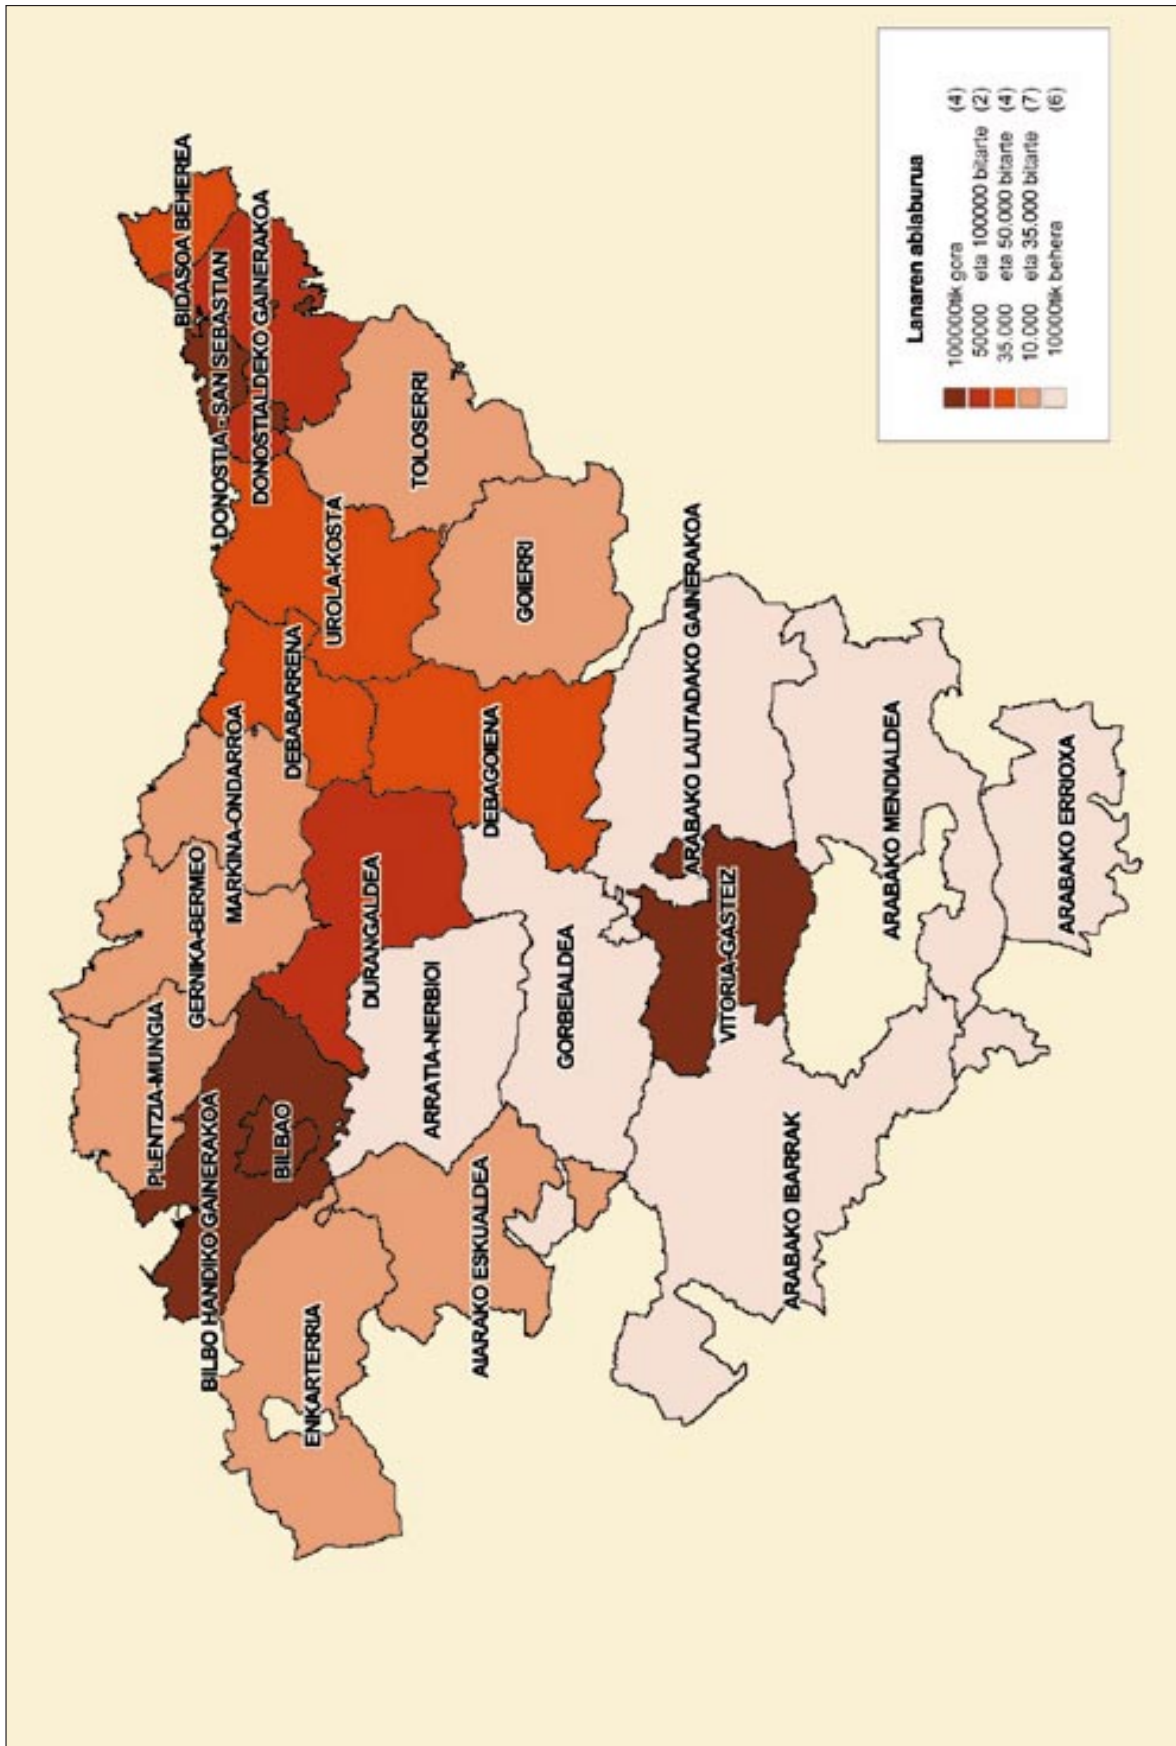 BIDASOA BEHEREA
DONOSTIA - SAN SEBASTIAN
DONOSTIALDEKO GAINERAKOA
TOLOSERRI
UROLA-KOSTA
GOIERRI
DEBABARRENA
MARKINA-ONDARROA
DEBAGOIENA
GERNIKA-BERMEO
DURANGALDEA
PLENTZIA-MUNGIA
BILBO HANDIKO GAINERAKOA
BILBAO
ARRATIA-NERBIOI
GORBEIALDEA
ENKARTERRIA
AIARAKO ESKUALDEA
ARABAKO LAUTADAKO GAINERAKOA
VITORIA-GASTEIZ
ARABAKO MENDIALDEA
ARABAKO ERRIOXA
ARABAKO IBARRAK
Lanaren abiaburua
100000tik gora (4)
50000 eta 100000 bitarte (2)
35.000 eta 50.000 bitarte (4)
10.000 eta 35.000 bitarte (7)
10000tik behera (6)